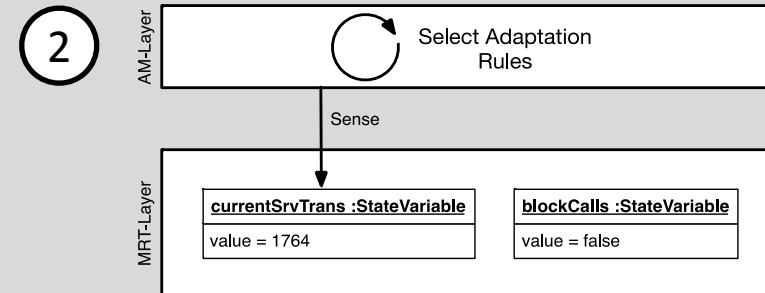 2
AM-Layer
Select Adaptation
Rules
Sense
MRT-Layer
currentSrvTrans :StateVariable
value = 1764
blockCalls :StateVariable
value = false